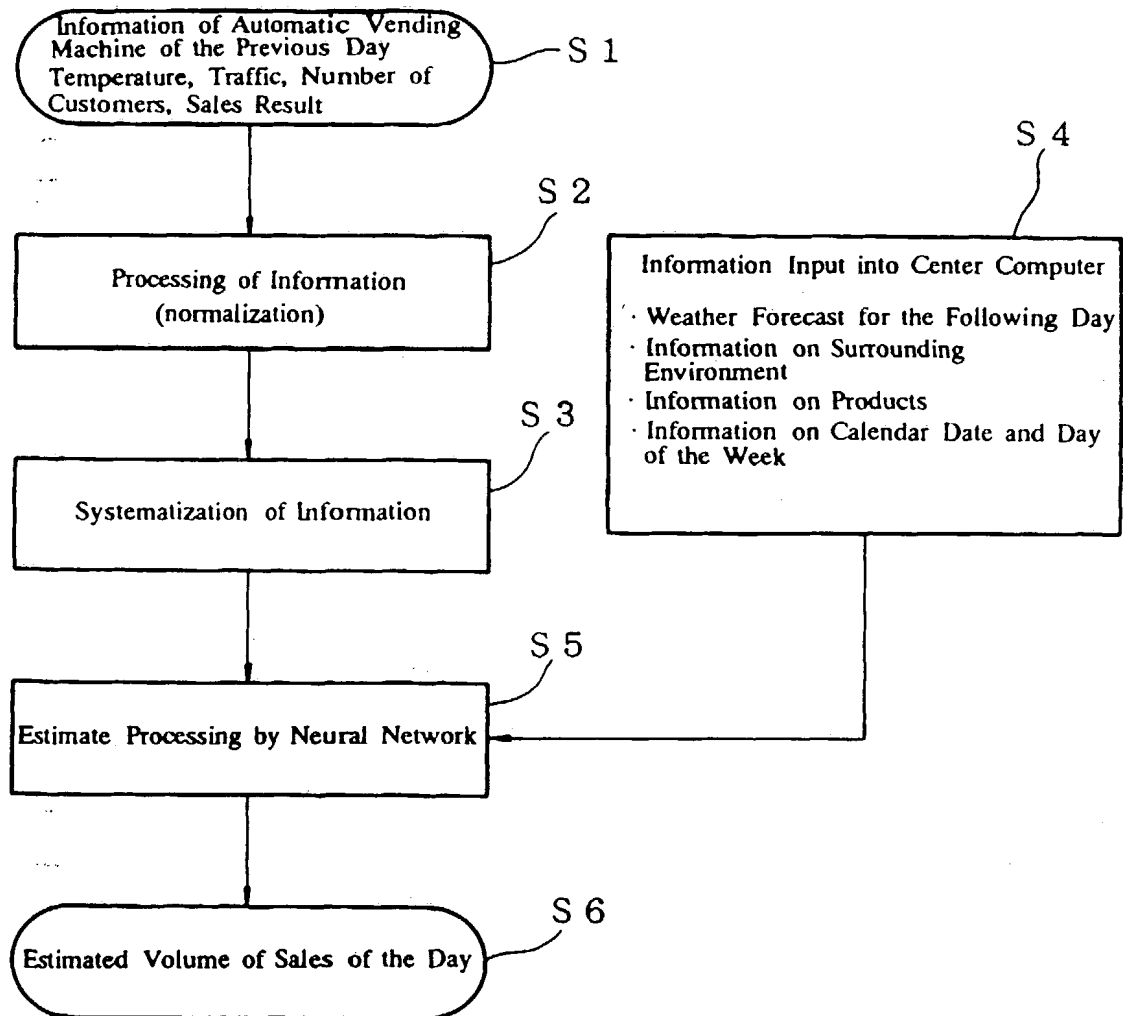 Information of Automatic Vending
Machine of the Previous Day
Temperature, Traffic, Number of
Customers, Sales Result
S 1
S 4
S 2
Processing of Information
(normalization)
Information Input into Center Computer
· Weather Forecast for the Following Day
· Information on Surrounding
Environment
· Information on Products
· Information on Calendar Date and Day
of the Week
S 3
Systematization of Information
S 5
Estimate Processing by Neural Network
S 6
Estimated Volume of Sales of the Day